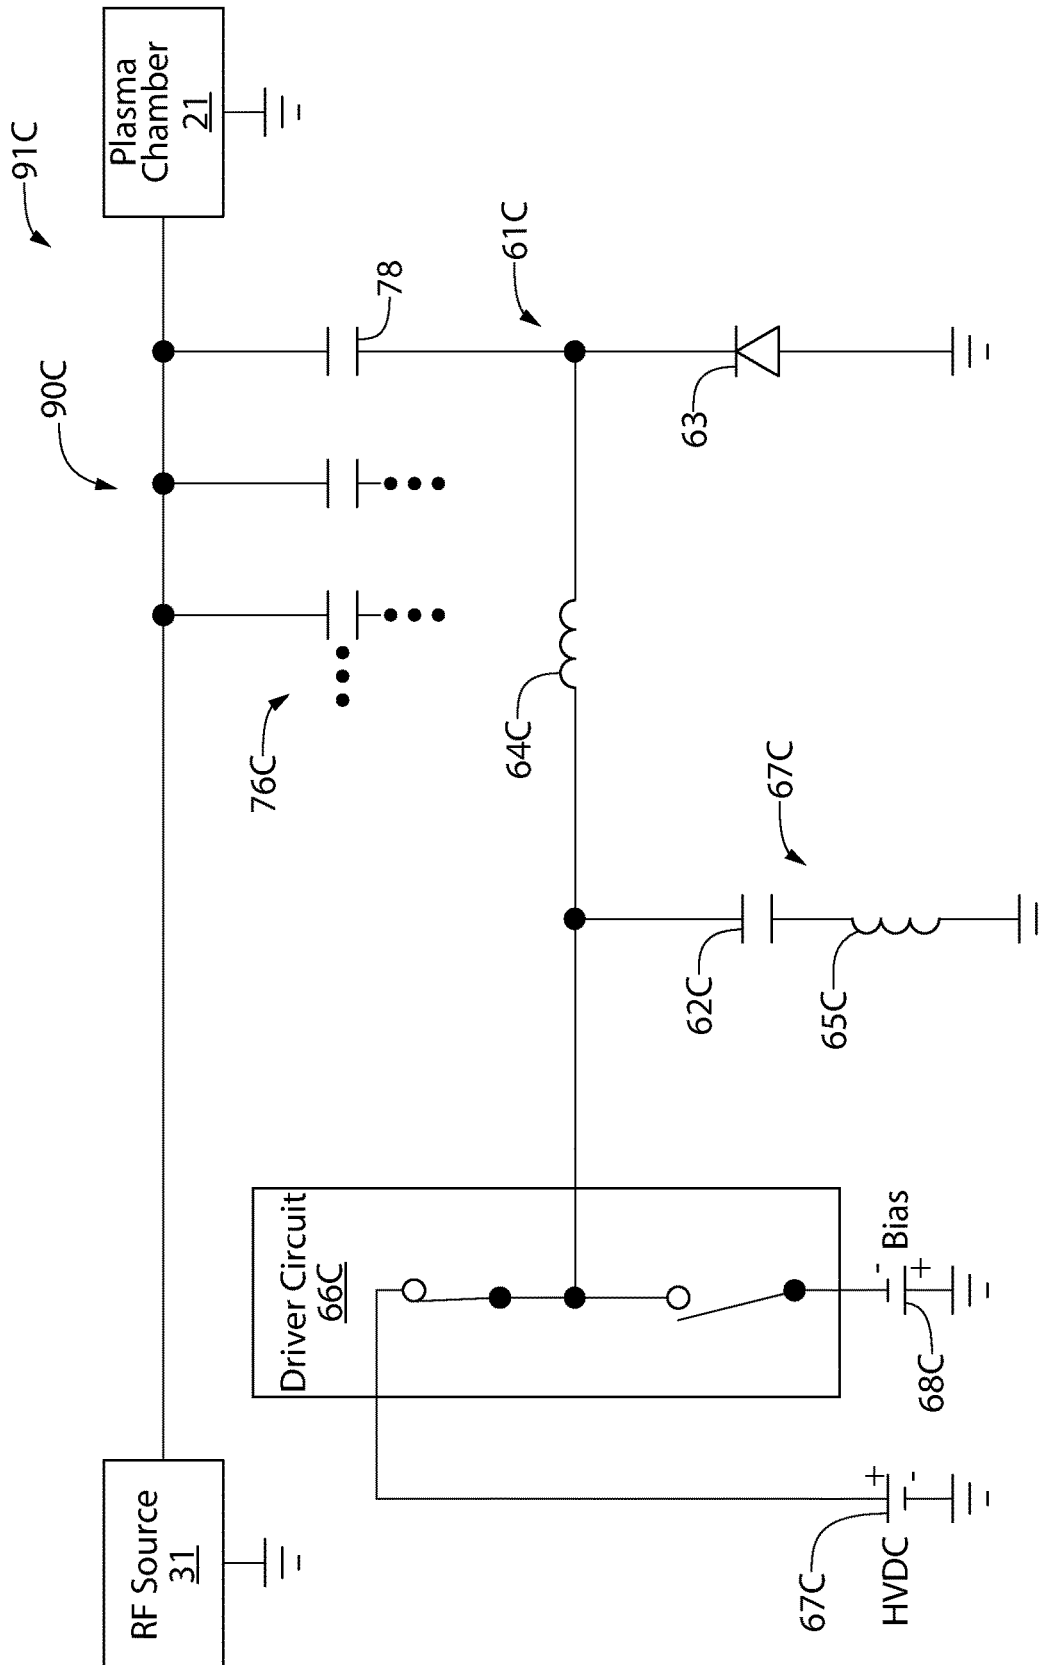 91C
Plasma
Chamber
21
90C
78
61C
63
76C
64C
67C
62C
65C
Driver Circuit
66C
-
+
Bias
68C
RF Source
31
+
-
67C
HVDC